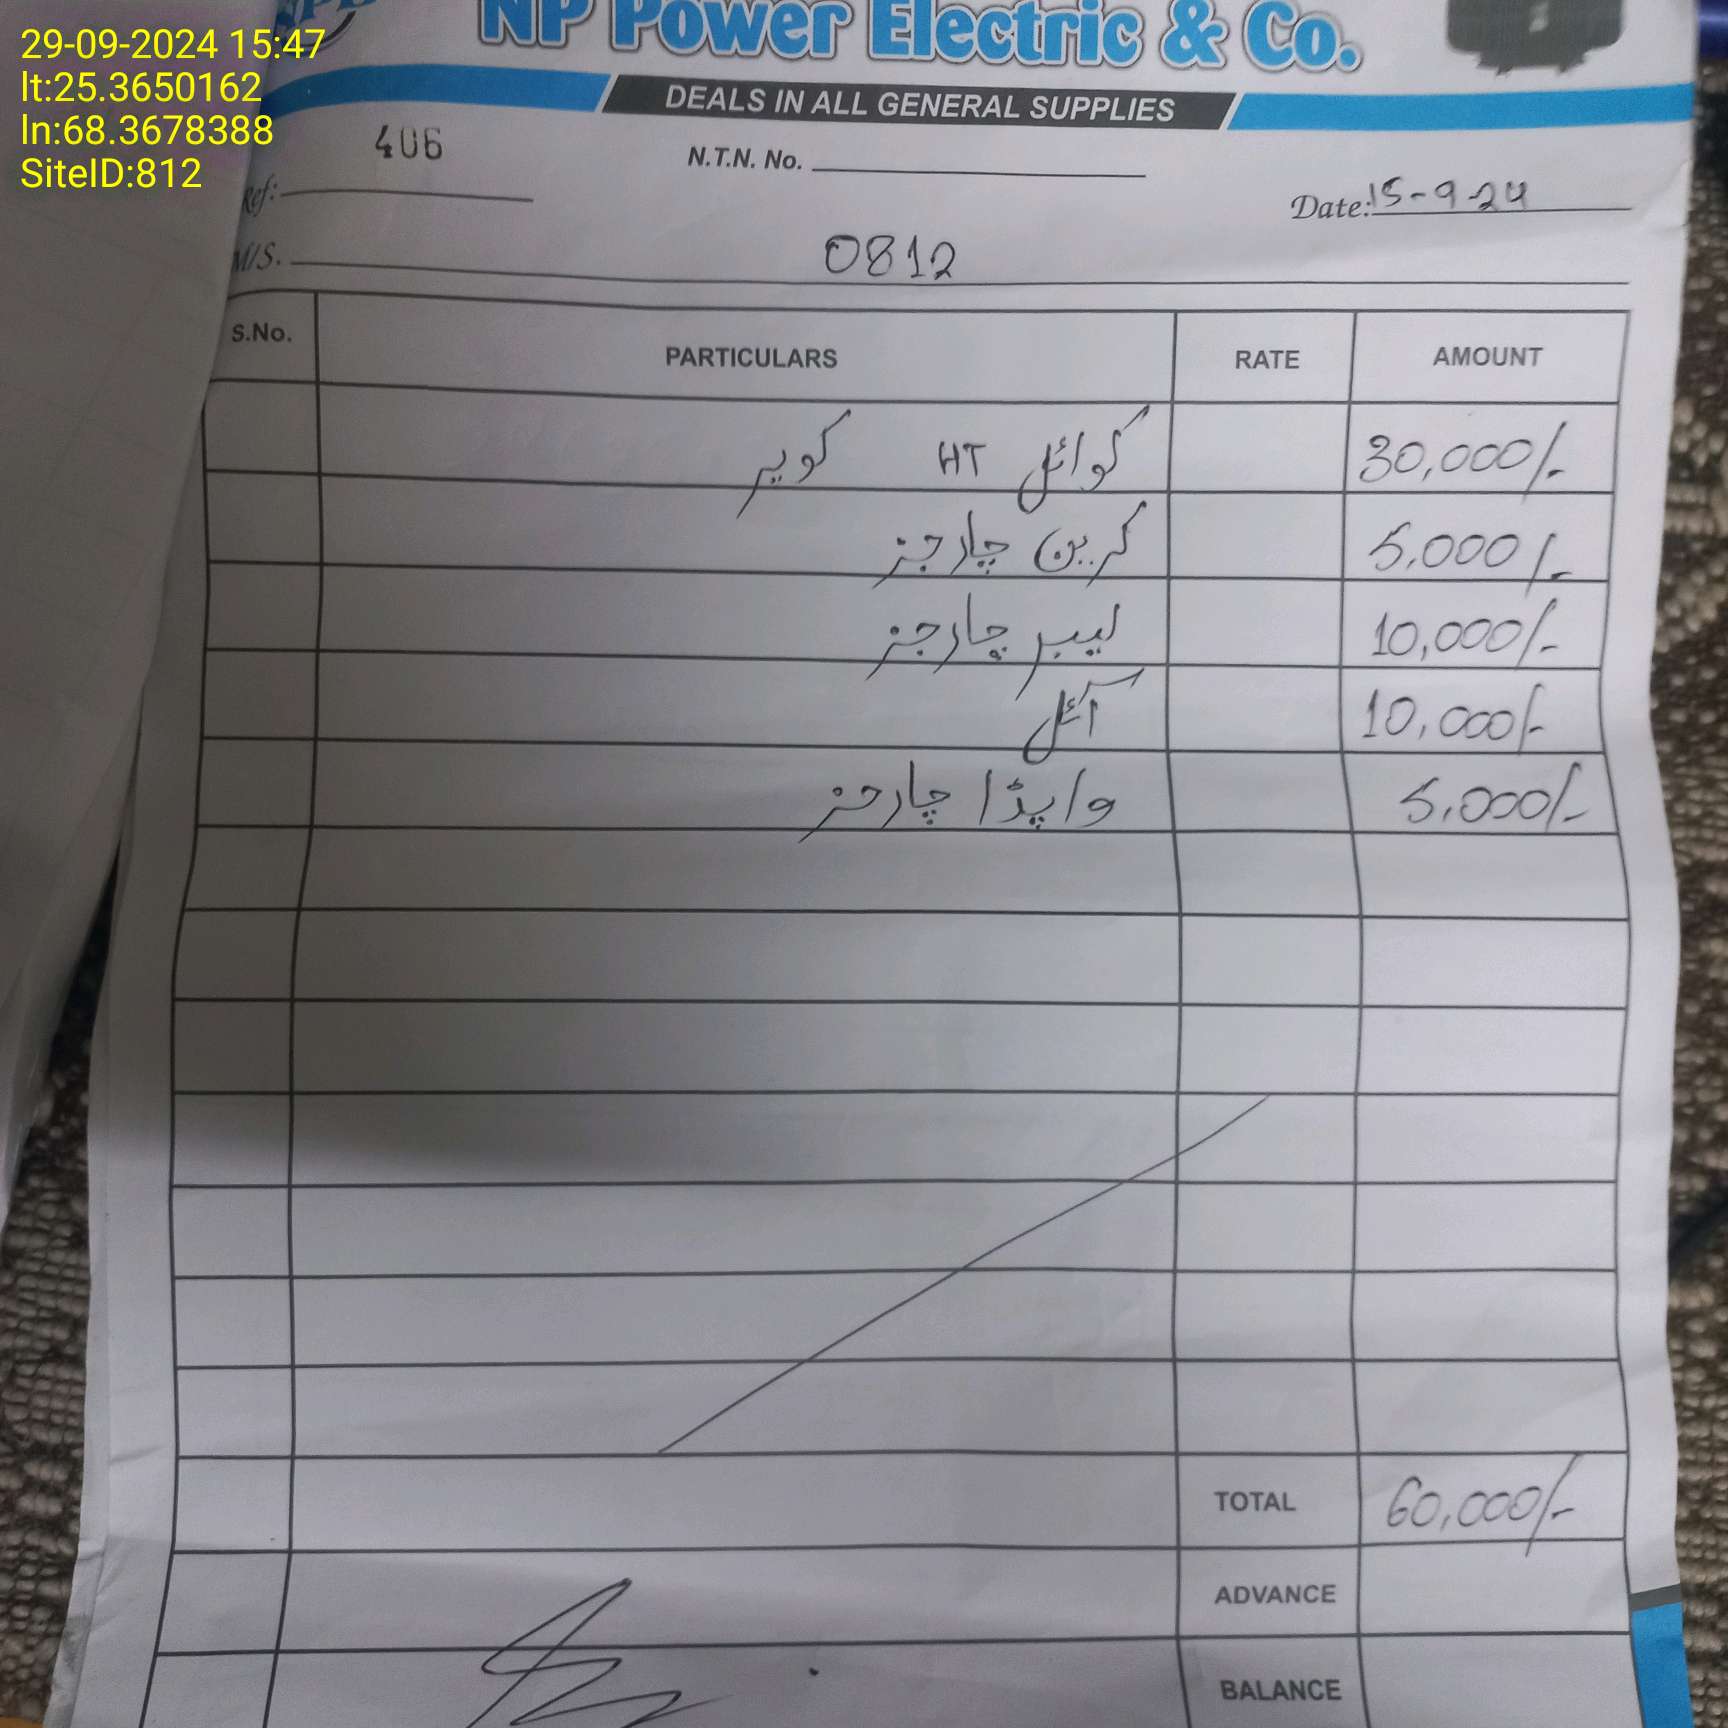 29-09-2024 15:47
lt:25.3650162
ln:68.3678388
SiteID:812
NP Power Electric & Co.
DEALS IN ALL GENERAL SUPPLIES
406
Ref:
N.T.N. No.
Date: 15-9-24
M/S. 0812
S.No. PARTICULARS RATE AMOUNT
کوائل HT کوپر 30,000/-
کرین چارجز 5,000/-
لیبر چارجز 10,000/-
آئل 10,000/-
واپڈا چارجز 5,000/-
TOTAL 60,000/-
ADVANCE
BALANCE